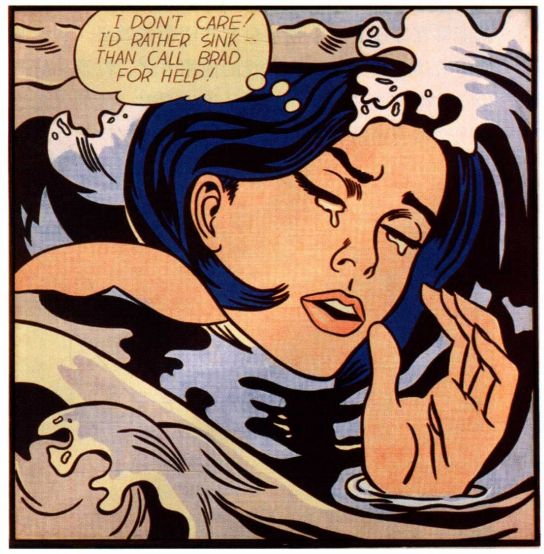 I DON'T CARE!
I'D RATHER SINK --
THAN CALL BRAD
FOR HELP!